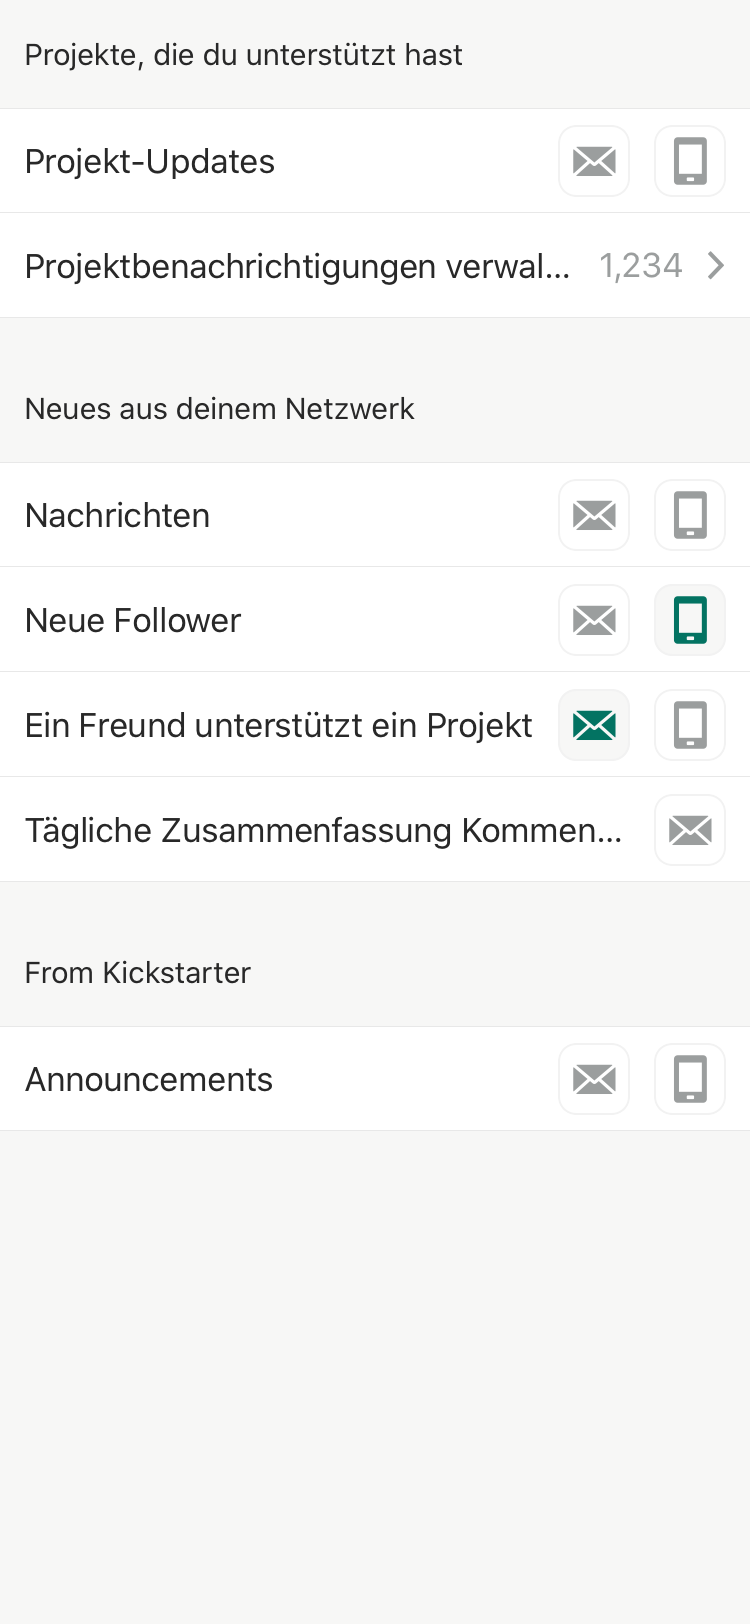 Projekte, die du unterstützt hast
Projekt-Updates
Projektbenachrichtigungen verwal... 1,234
Neues aus deinem Netzwerk
Nachrichten
Neue Follower
Ein Freund unterstützt ein Projekt
Tägliche Zusammenfassung Kommen...
From Kickstarter
Announcements